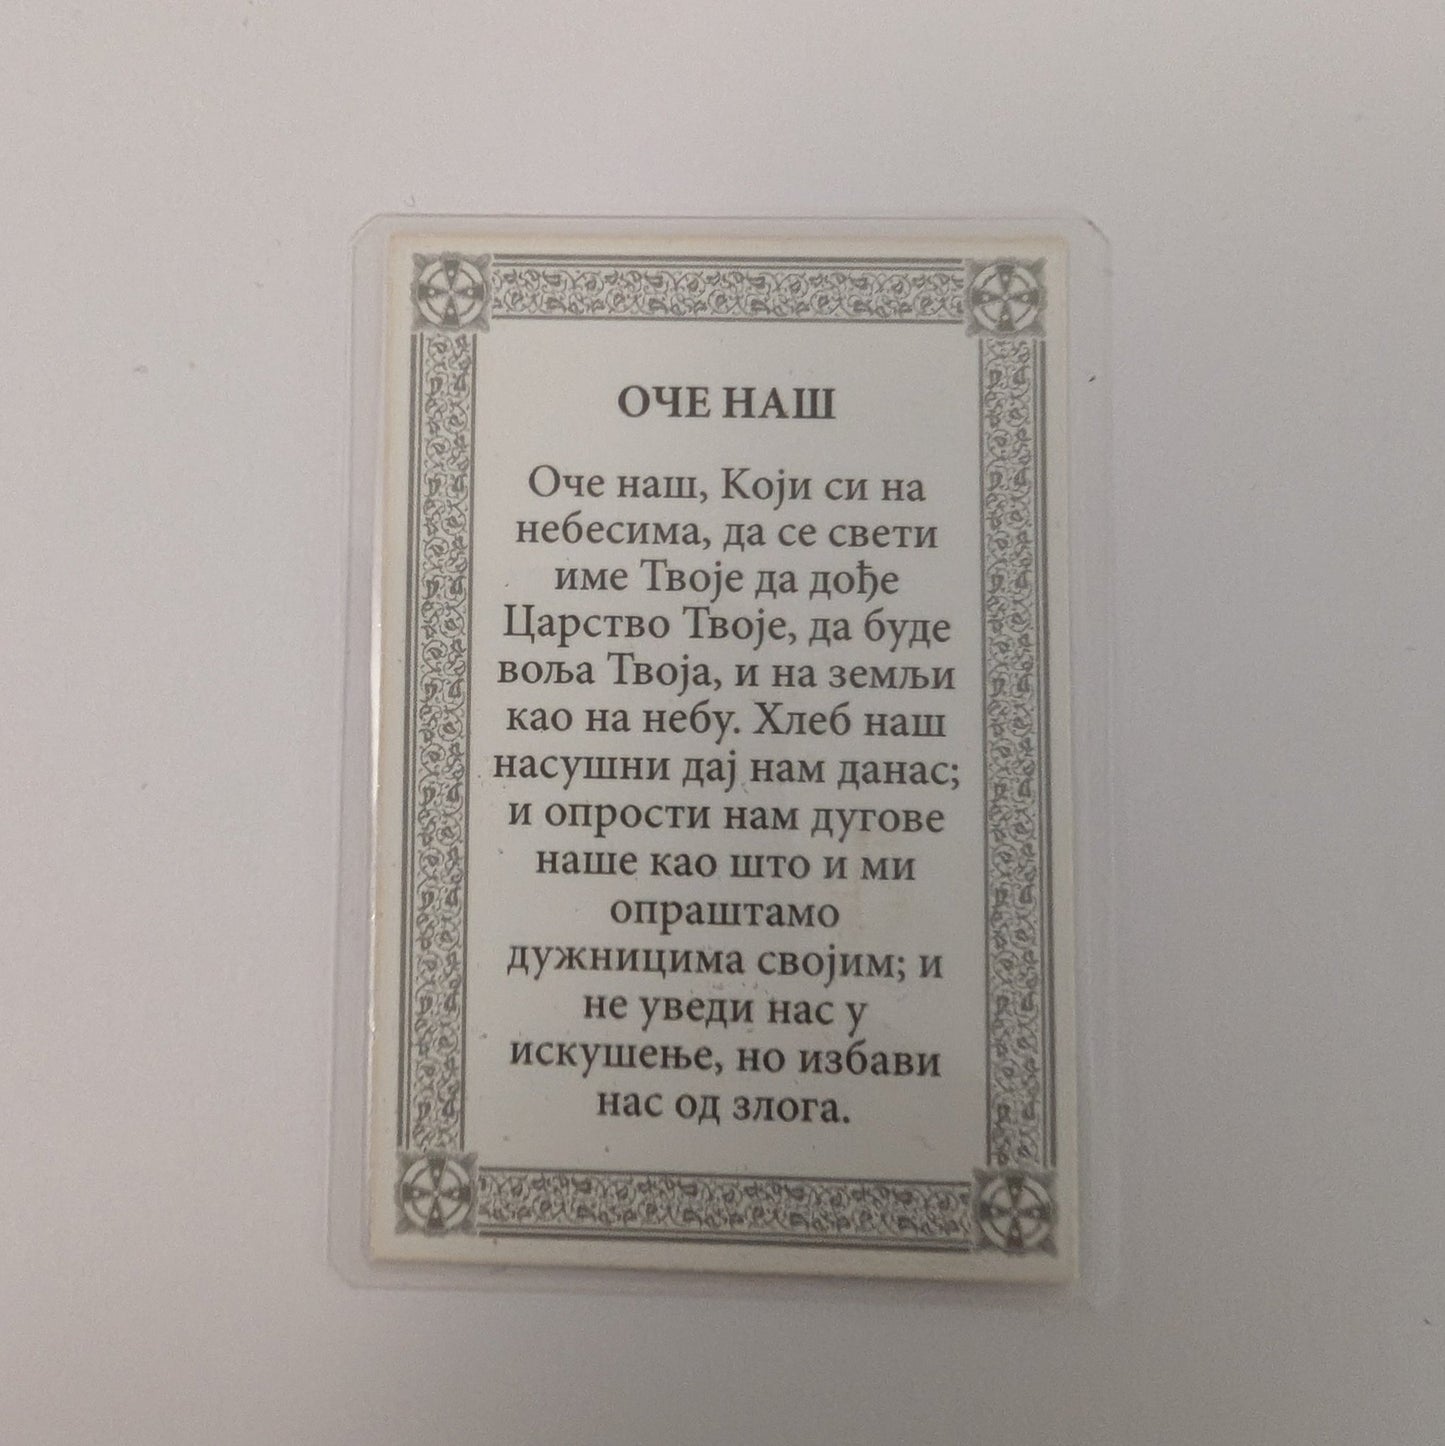 ОЧЕ НАШ
Оче наш, Који си на
небесима, да се свети
име Твоје да дође
Царство Твоје, да буде
воља Твоја, и на земљи
као на небу. Хлеб наш
насушни дај нам данас;
и опрости нам дугове
наше као што и ми
опраштамо
дужницима својим; и
не уведи нас у
искушење, но избави
нас од злога.